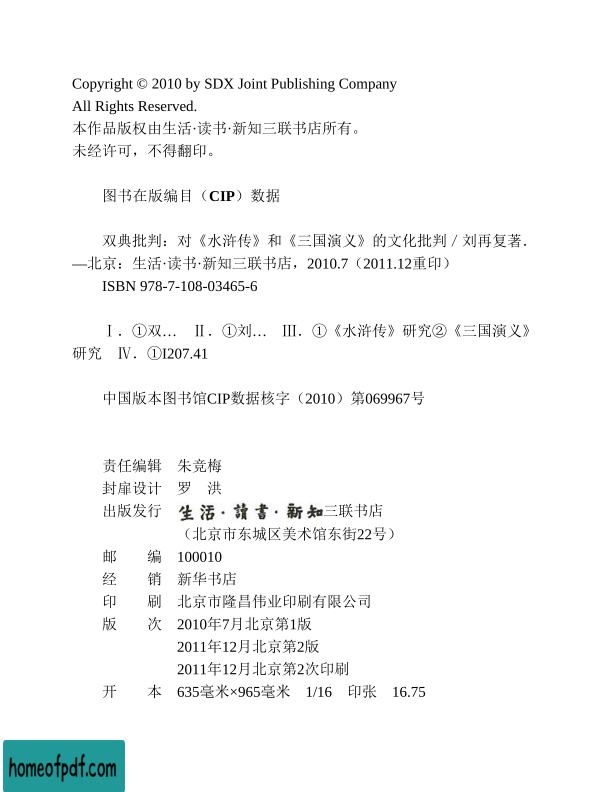 Copyright © 2010 by SDX Joint Publishing Company
All Rights Reserved.
本作品版权由生活·读书·新知三联书店所有。
未经许可，不得翻印。
图书在版编目（CIP）数据
双典批判：对《水浒传》和《三国演义》的文化批判／刘再复著．
—北京：生活·读书·新知三联书店，2010.7（2011.12重印）
ISBN 978-7-108-03465-6
Ⅰ．①双… Ⅱ．①刘… Ⅲ．①《水浒传》研究②《三国演义》
研究 Ⅳ．①I207.41
中国版本图书馆CIP数据核字（2010）第069967号
责任编辑 朱竞梅
封扉设计 罗 洪
出版发行 生活·讀書·新知三联书店
（北京市东城区美术馆东街22号）
邮 编 100010
经 销 新华书店
印 刷 北京市隆昌伟业印刷有限公司
版 次 2010年7月北京第1版
2011年12月北京第2版
2011年12月北京第2次印刷
开 本 635毫米×965毫米 1/16 印张 16.75
homeofpdf.com